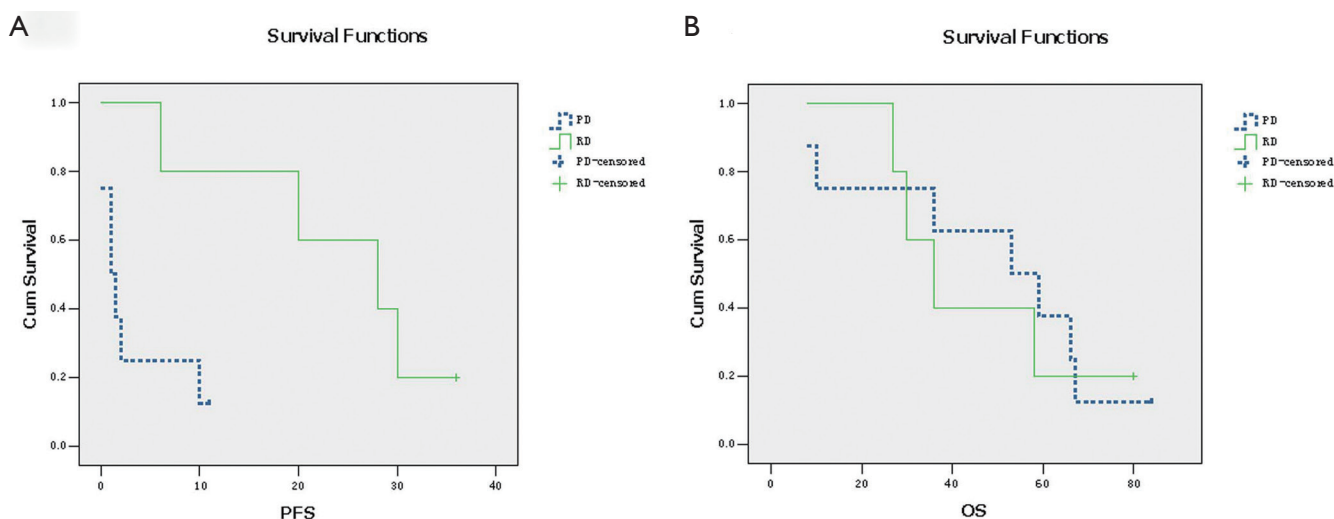 A
Survival Functions
Cum Survival
1.0
0.8
0.6
0.4
0.2
0.0
0 10 20 30 40
PFS
PD
RD
PD-censored
RD-censored
B
Survival Functions
Cum Survival
1.0
0.8
0.6
0.4
0.2
0.0
0 20 40 60 80
OS
PD
RD
PD-censored
RD-censored